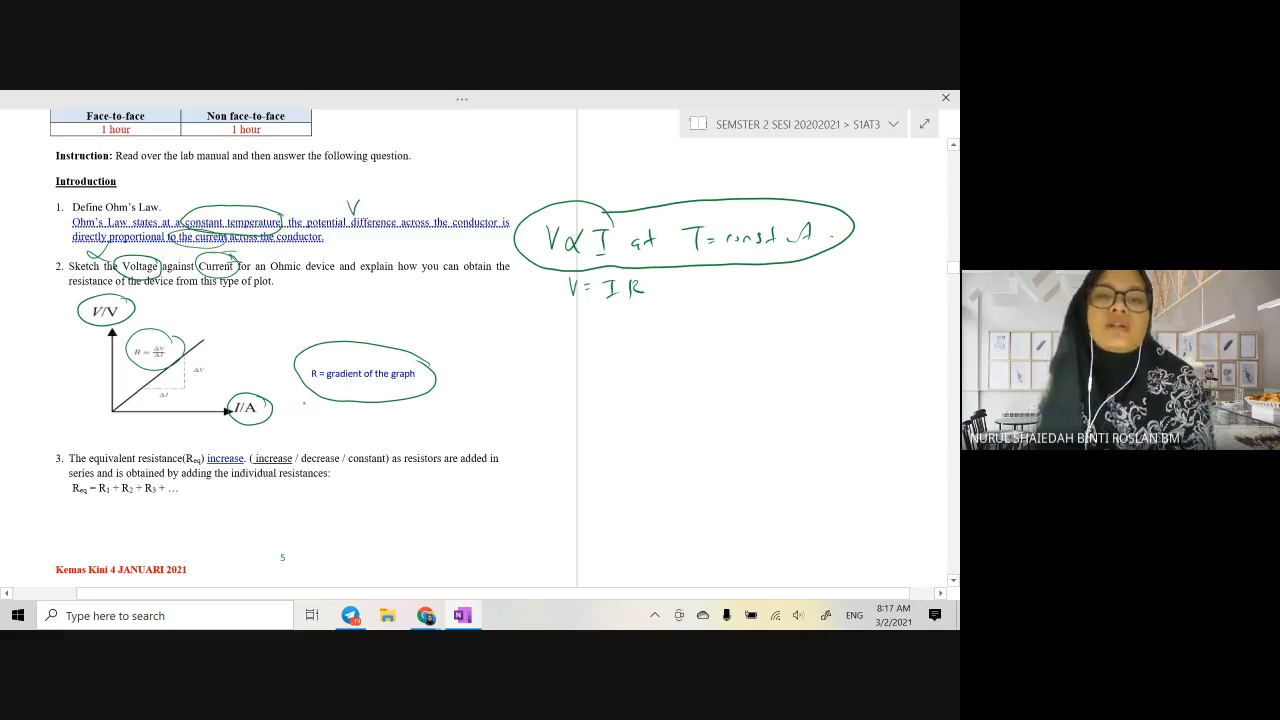 SEMSTER 2 SESI 20202021 > S1AT3
Face-to-face Non face-to-face
1 hour 1 hour
Instruction: Read over the lab manual and then answer the following question.
Introduction
1. Define Ohm's Law.
V
Ohm's Law states at a constant temperature the potential difference across the conductor is
directly proportional to the current across the conductor.
∝
V ∝ I at T = constant.
2. Sketch the Voltage against Current for an Ohmic device and explain how you can obtain the
resistance of the device from this type of plot.
V = I R
V/V
R = ΔV/ΔI
ΔV
ΔI
I/A
R = gradient of the graph
3. The equivalent resistance(Req) increase. ( increase / decrease / constant) as resistors are added in
series and is obtained by adding the individual resistances:
Req = R1 + R2 + R3 + …
5
Kemas Kini 4 JANUARI 2021
NURUL SHAIEDAH BINTI ROSLAN BM
Type here to search
ENG
8:17 AM
3/2/2021